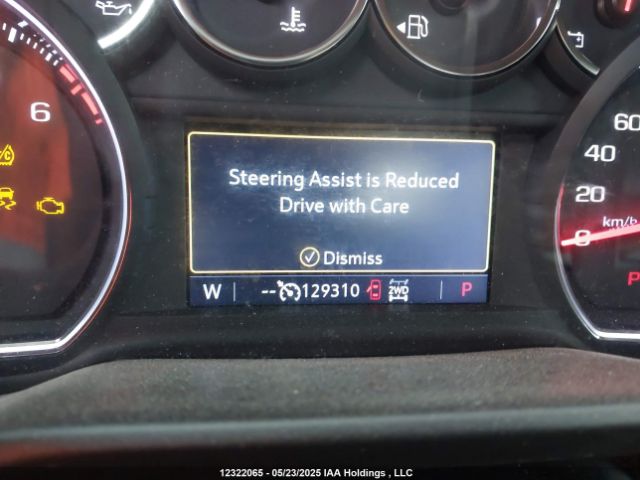 6
60
40
20
0
km/h
Steering Assist is Reduced
Drive with Care
Dismiss
W -- 129310 2WD P
P
12322065 - 05/23/2025 IAA Holdings , LLC